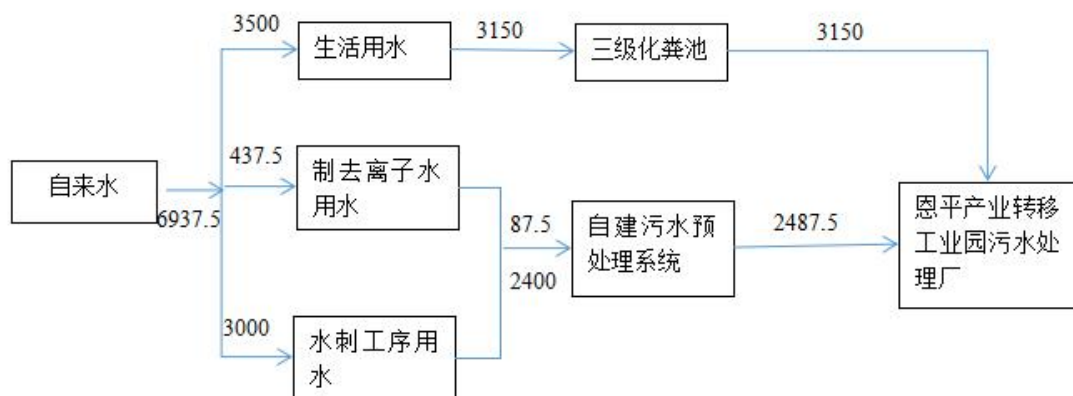 3500
生活用水
3150
三级化粪池
3150
自来水
6937.5
437.5
制去离子水
用水
87.5
2400
自建污水预
处理系统
2487.5
恩平产业转移
工业园污水处
理厂
3000
水刺工序用
水